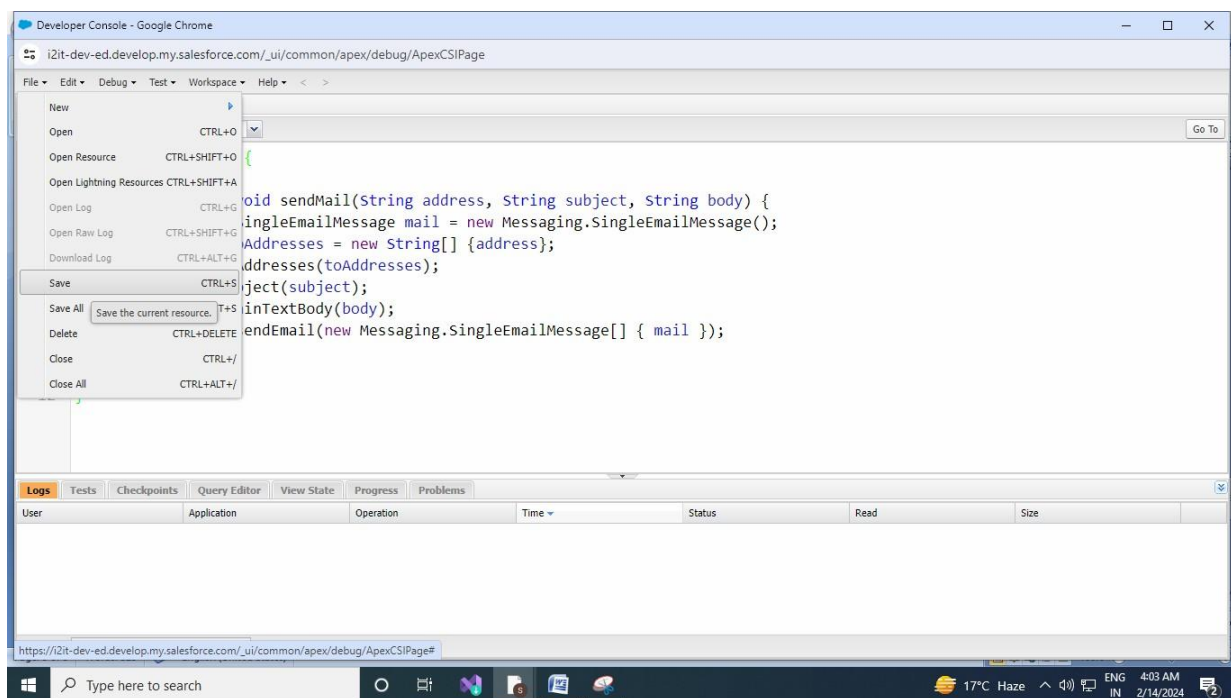 Developer Console - Google Chrome
i2it-dev-ed.develop.my.salesforce.com/_ui/common/apex/debug/ApexCSIPage
File Edit Debug Test Workspace Help < >
New
Open CTRL+O
Go To
Open Resource CTRL+SHIFT+O {
Open Lightning Resources CTRL+SHIFT+A
Open Log CTRL+G oid sendMail(String address, String subject, String body) {
Open Raw Log CTRL+SHIFT+G ingleEmailMessage mail = new Messaging.SingleEmailMessage();
Addresses = new String[] {address};
Download Log CTRL+ALT+G ddresses(toAddresses);
Save CTRL+S ject(subject);
Save All T+S inTextBody(body);
Save the current resource.
Delete CTRL+DELETE endEmail(new Messaging.SingleEmailMessage[] { mail });
Close CTRL+/
Close All CTRL+ALT+/
}
Logs Tests Checkpoints Query Editor View State Progress Problems
User Application Operation Time Status Read Size
https://i2it-dev-ed.develop.my.salesforce.com/_ui/common/apex/debug/ApexCSIPage#
Type here to search
17°C Haze
ENG
IN
4:03 AM
2/14/2024